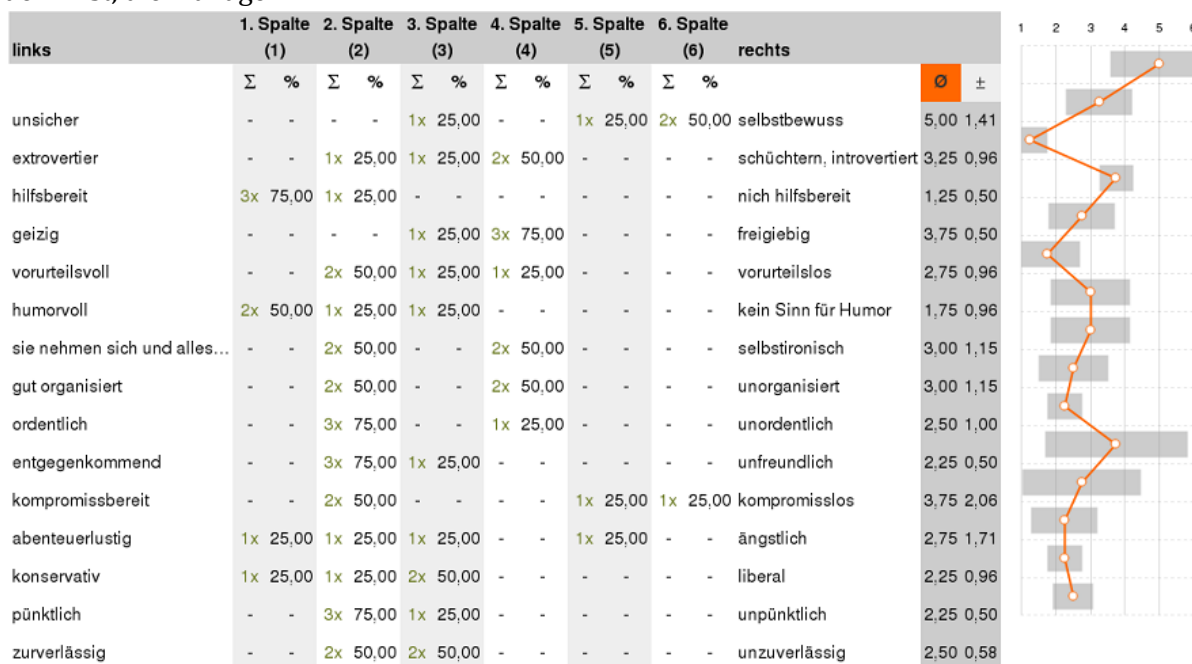 1. Spalte 2. Spalte 3. Spalte 4. Spalte 5. Spalte 6. Spalte
links (1) (2) (3) (4) (5) (6) rechts
1 2 3 4 5 6
Σ % Σ % Σ % Σ % Σ % Σ % Ø ±
unsicher - - - - 1x 25,00 - - 1x 25,00 2x 50,00 selbstbewuss 5,00 1,41
extrovertier - - 1x 25,00 1x 25,00 2x 50,00 - - - - schüchtern, introvertiert 3,25 0,96
hilfsbereit 3x 75,00 1x 25,00 - - - - - - - - nich hilfsbereit 1,25 0,50
geizig - - - - 1x 25,00 3x 75,00 - - - - freigiebig 3,75 0,50
vorurteilsvoll - - 2x 50,00 1x 25,00 1x 25,00 - - - - vorurteilslos 2,75 0,96
humorvoll 2x 50,00 1x 25,00 1x 25,00 - - - - - - kein Sinn für Humor 1,75 0,96
sie nehmen sich und alles... - - 2x 50,00 - - 2x 50,00 - - - - selbstironisch 3,00 1,15
gut organisiert - - 2x 50,00 - - 2x 50,00 - - - - unorganisiert 3,00 1,15
ordentlich - - 3x 75,00 - - 1x 25,00 - - - - unordentlich 2,50 1,00
entgegenkommend - - 3x 75,00 1x 25,00 - - - - - - unfreundlich 2,25 0,50
kompromissbereit - - 2x 50,00 - - - - 1x 25,00 1x 25,00 kompromisslos 3,75 2,06
abenteuerlustig 1x 25,00 1x 25,00 1x 25,00 - - 1x 25,00 - - ängstlich 2,75 1,71
konservativ 1x 25,00 1x 25,00 2x 50,00 - - - - - - liberal 2,25 0,96
pünktlich - - 3x 75,00 1x 25,00 - - - - - - unpünktlich 2,25 0,50
zurverlässig - - 2x 50,00 2x 50,00 - - - - - - unzuverlässig 2,50 0,58